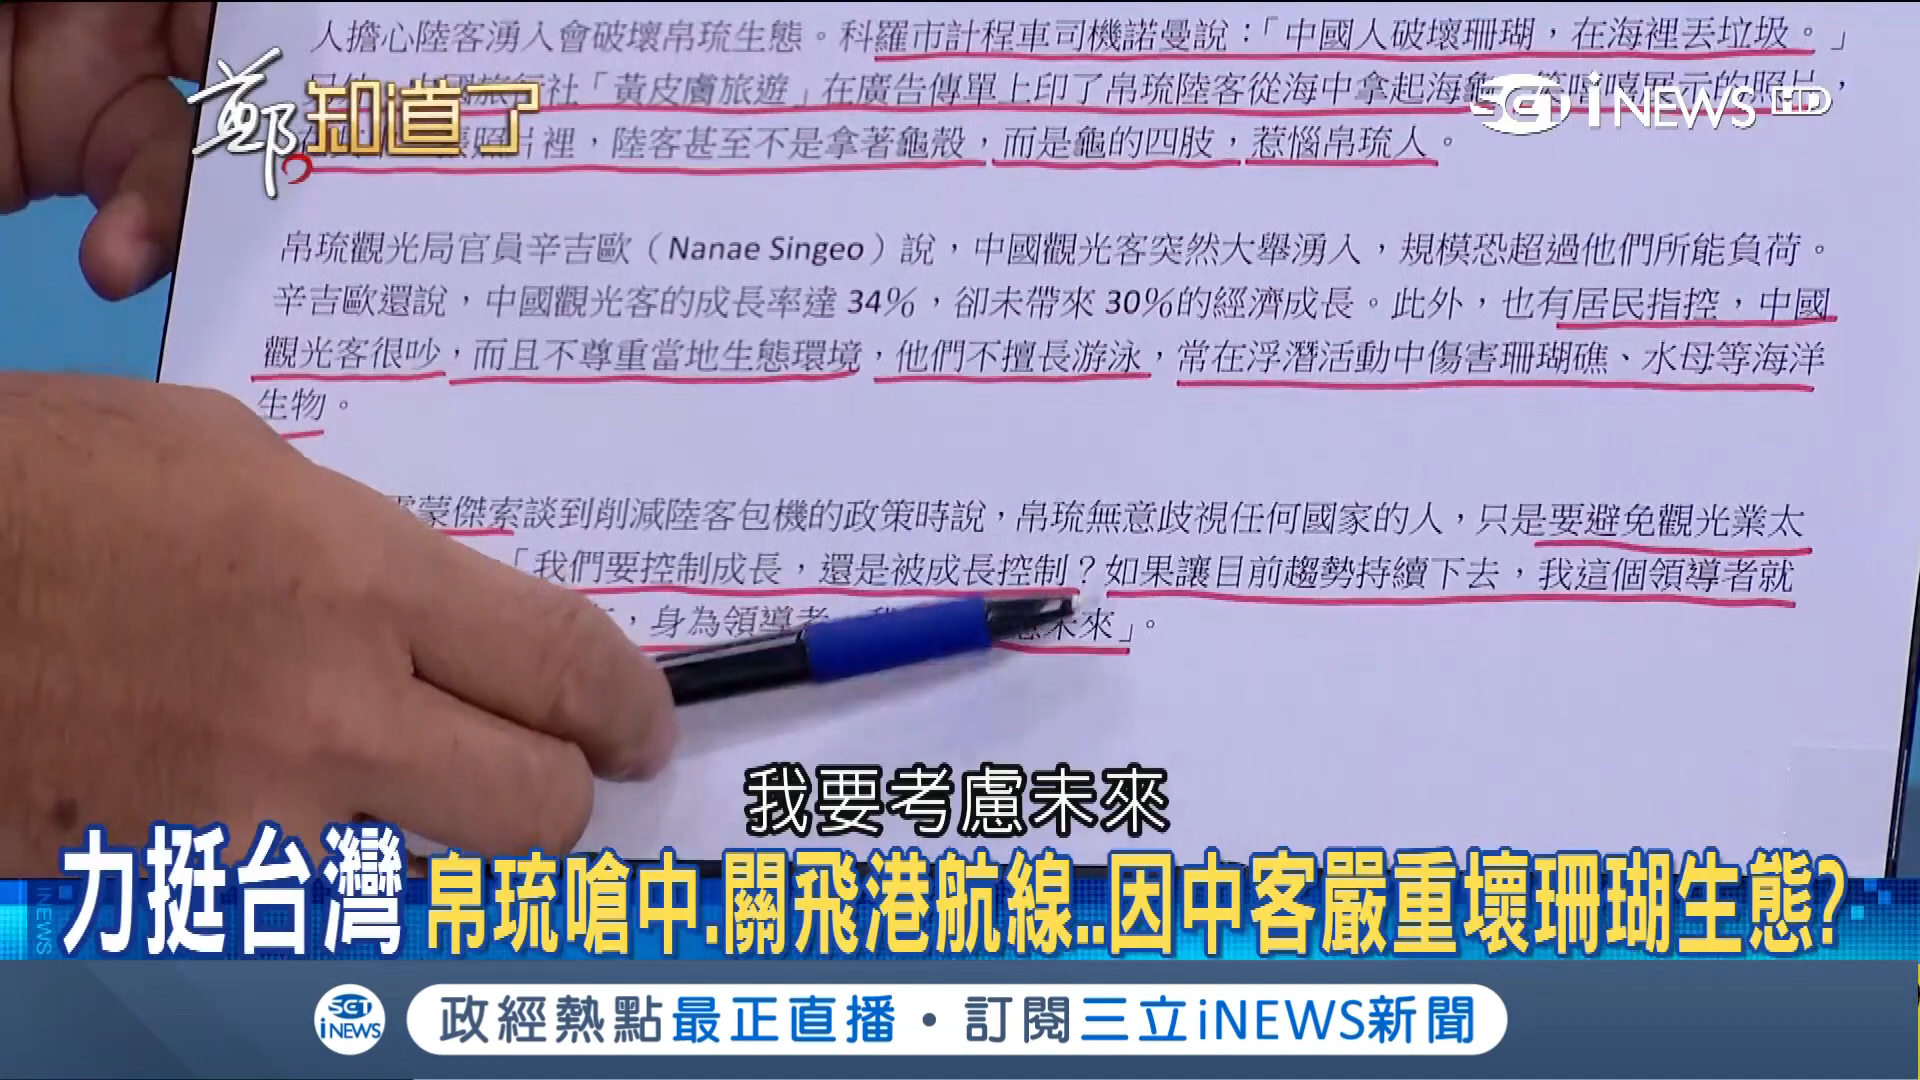 人擔心陸客湧入會破壞帛琉生態。科羅市計程車司機諾曼說：「中國人破壞珊瑚，在海裡丟垃圾。」
社「黃皮膚旅遊」在廣告傳單上印了帛琉陸客從海中拿起海龜
片裡，陸客甚至不是拿著龜殼，而是龜的四肢，惹惱帛琉人。
鄭知道了
SET iNEWS HD
帛琉觀光局官員辛吉歐（Nanae Singeo）說，中國觀光客突然大舉湧入，規模恐超過他們所能負荷。
辛吉歐還說，中國觀光客的成長率達 34%，卻未帶來 30%的經濟成長。此外，也有居民指控，中國
觀光客很吵，而且不尊重當地生態環境，他們不擅長游泳，常在浮潛活動中傷害珊瑚礁、水母等海洋
生物。
蒙傑索談到削減陸客包機的政策時說，帛琉無意歧視任何國家的人，只是要避免觀光業太
「我們要控制成長，還是被成長控制？如果讓目前趨勢持續下去，我這個領導者就
，身為領導者
未來」。
我要考慮未來
力挺台灣 帛琉嗆中.關飛港航線..因中客嚴重壞珊瑚生態?
iNEWS
SET iNEWS 政經熱點最正直播・訂閱三立iNEWS新聞